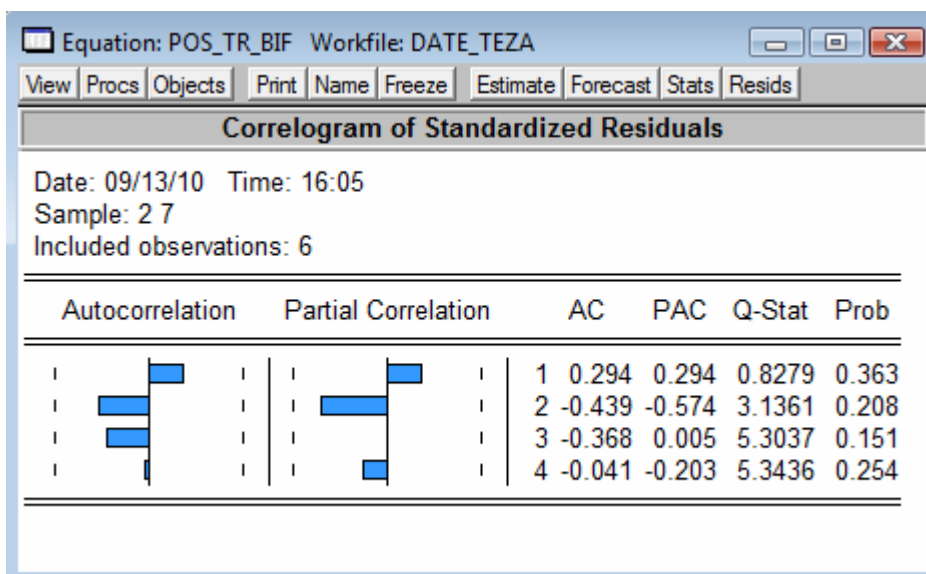 Equation: POS_TR_BIF Workfile: DATE_TEZA
View Procs Objects Print Name Freeze Estimate Forecast Stats Resids
Correlogram of Standardized Residuals
Date: 09/13/10 Time: 16:05
Sample: 2 7
Included observations: 6
Autocorrelation Partial Correlation AC PAC Q-Stat Prob
1 0.294 0.294 0.8279 0.363
2 -0.439 -0.574 3.1361 0.208
3 -0.368 0.005 5.3037 0.151
4 -0.041 -0.203 5.3436 0.254